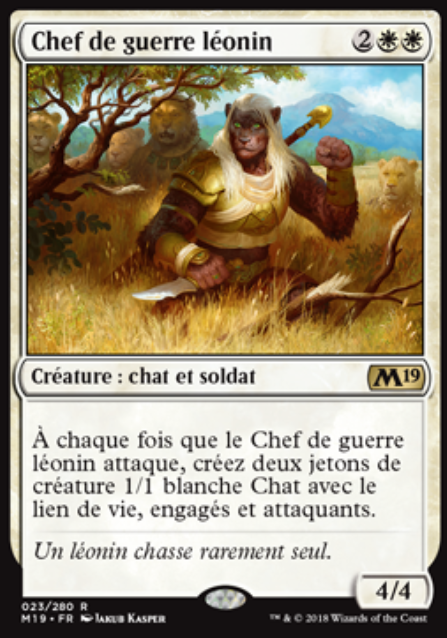 Chef de guerre léonin 2
Créature : chat et soldat M19
À chaque fois que le Chef de guerre
léonin attaque, créez deux jetons de
créature 1/1 blanche Chat avec le
lien de vie, engagés et attaquants.
Un léonin chasse rarement seul.
4/4
023/280 R
M19 • FR Jakub Kasper
™ & © 2018 Wizards of the Coast